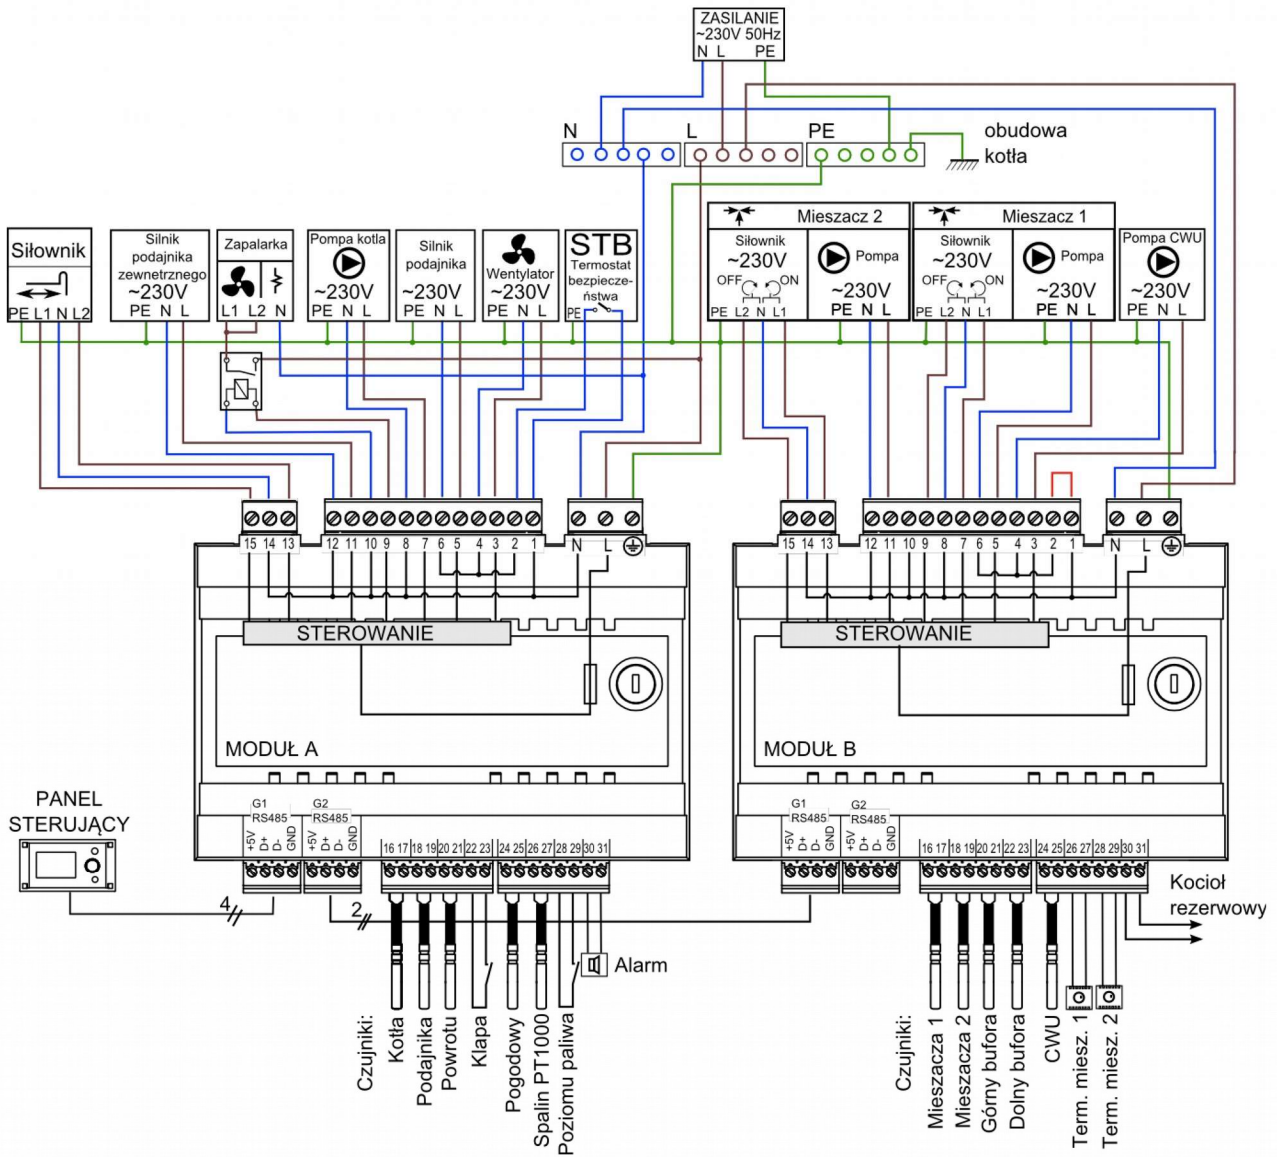 ZASILANIE
~230V 50Hz
N L PE
N L PE
obudowa
kotła
Siłownik
PE L1 N L2
Silnik
podajnika
zewnetrznego
~230V
PE N L
Zapalarka
L1 L2 N
Pompa kotla
~230V
PE N L
Silnik
podajnika
~230V
PE N L
Wentylator
~230V
PE N L
STB
Termostat
bezpiecze-
ństwa
PE
Mieszacz 2
Siłownik
~230V
OFF ON
PE L2 N L1
Pompa
~230V
PE N L
Mieszacz 1
Siłownik
~230V
OFF ON
PE L2 N L1
Pompa
~230V
PE N L
Pompa CWU
~230V
PE N L
15 14 13 12 11 10 9 8 7 6 5 4 3 2 1 N L
STEROWANIE
MODUŁ A
G1
RS485
+5V D+ D- GND
G2
RS485
+5V D+ D- GND
16 17 18 19 20 21 22 23 24 25 26 27 28 29 30 31
15 14 13 12 11 10 9 8 7 6 5 4 3 2 1 N L
STEROWANIE
MODUŁ B
G1
RS485
+5V D+ D- GND
G2
RS485
+5V D+ D- GND
16 17 18 19 20 21 22 23 24 25 26 27 28 29 30 31
PANEL
STERUJĄCY
4
2
Alarm
Kocioł
rezerwowy
Czujniki:
Kotła
Podajnika
Powrotu
Klapa
Pogodowy
Spalin PT1000
Poziomu paliwa
Czujniki:
Mieszacza 1
Mieszacza 2
Górny bufora
Dolny bufora
CWU
Term. miesz. 1
Term. miesz. 2